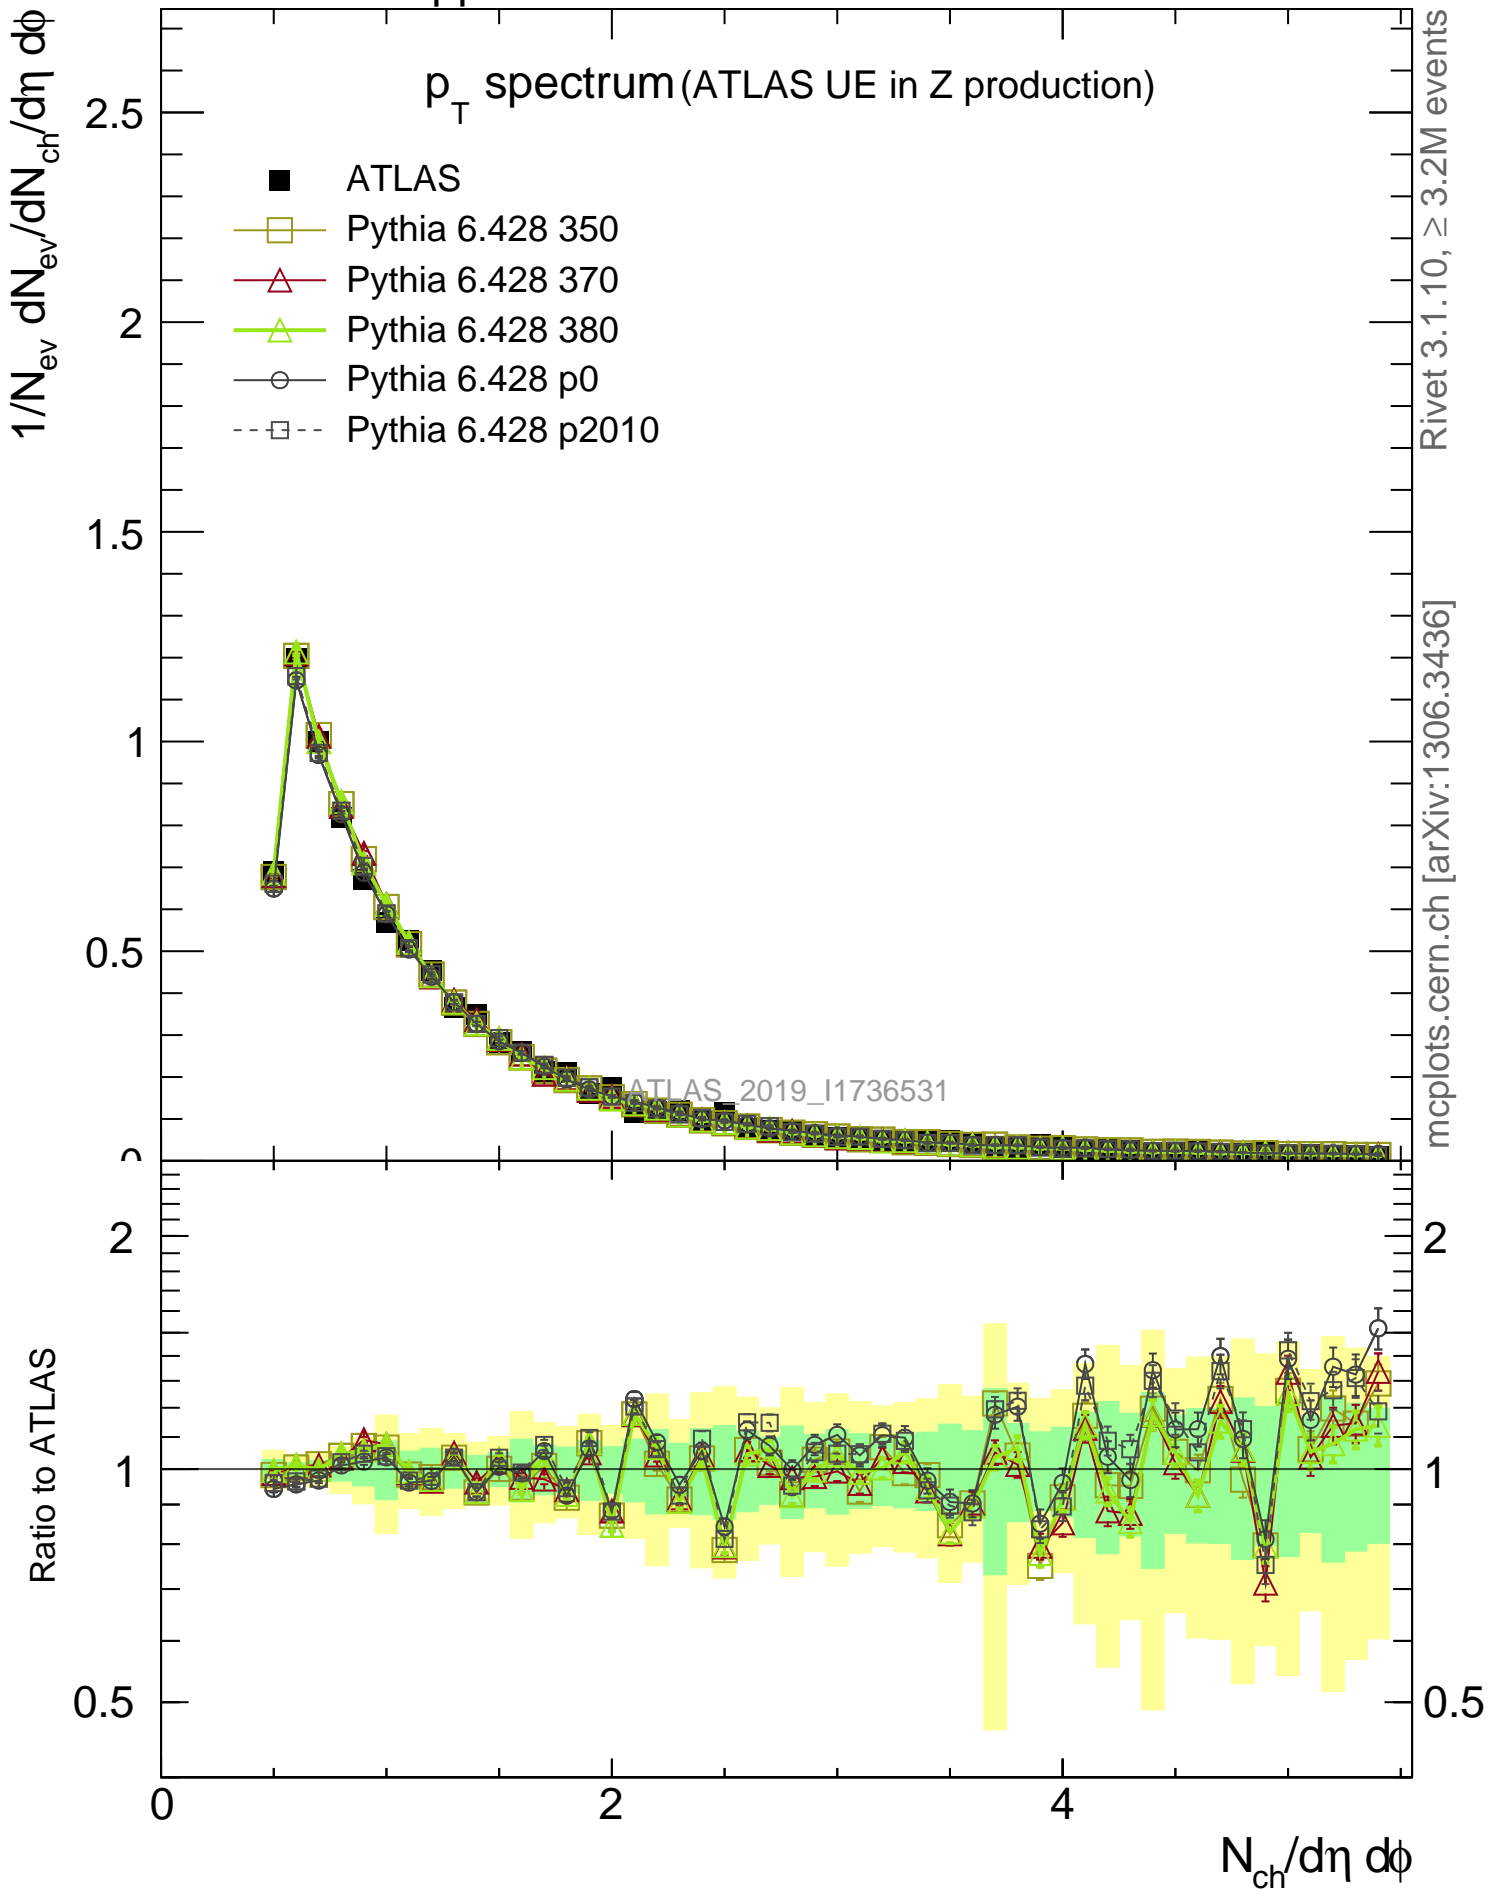 pp
1/N_ev dN_ev/dN_ch/dη dϕ
p_T spectrum (ATLAS UE in Z production)
ATLAS
Pythia 6.428 350
Pythia 6.428 370
Pythia 6.428 380
Pythia 6.428 p0
Pythia 6.428 p2010
2.5
2
1.5
1
0.5
0
ATLAS_2019_I1736531
Rivet 3.1.10, ≥ 3.2M events
mcplots.cern.ch [arXiv:1306.3436]
Ratio to ATLAS
2
1
0.5
2
1
0.5
0
2
4
N_ch/dη dϕ